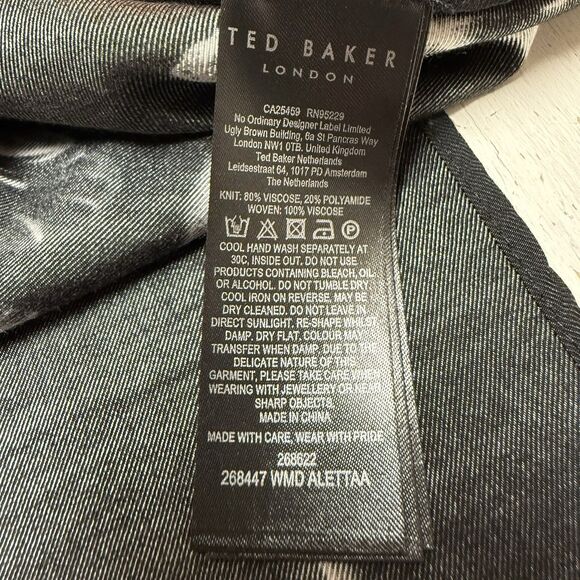 TED BAKER
LONDON
CA25459 RN95229
No Ordinary Designer Label Limited
Ugly Brown Building, 6a St Pancras Way
London NW1 0TB. United Kingdom
Ted Baker Netherlands
Leidsestraat 64, 1017 PD Amsterdam
The Netherlands
KNIT: 80% VISCOSE, 20% POLYAMIDE
WOVEN: 100% VISCOSE
COOL HAND WASH SEPARATELY AT
30C, INSIDE OUT. DO NOT USE
PRODUCTS CONTAINING BLEACH, OIL
OR ALCOHOL. DO NOT TUMBLE DRY.
COOL IRON ON REVERSE, MAY BE
DRY CLEANED. DO NOT LEAVE IN
DIRECT SUNLIGHT. RE-SHAPE WHILST
DAMP. DRY FLAT. COLOUR MAY
TRANSFER WHEN DAMP. DUE TO THE
DELICATE NATURE OF THIS
GARMENT, PLEASE TAKE CARE WHEN
WEARING WITH JEWELLERY OR NEAR
SHARP OBJECTS.
MADE IN CHINA
MADE WITH CARE, WEAR WITH PRIDE
268622
268447 WMD ALETTAA